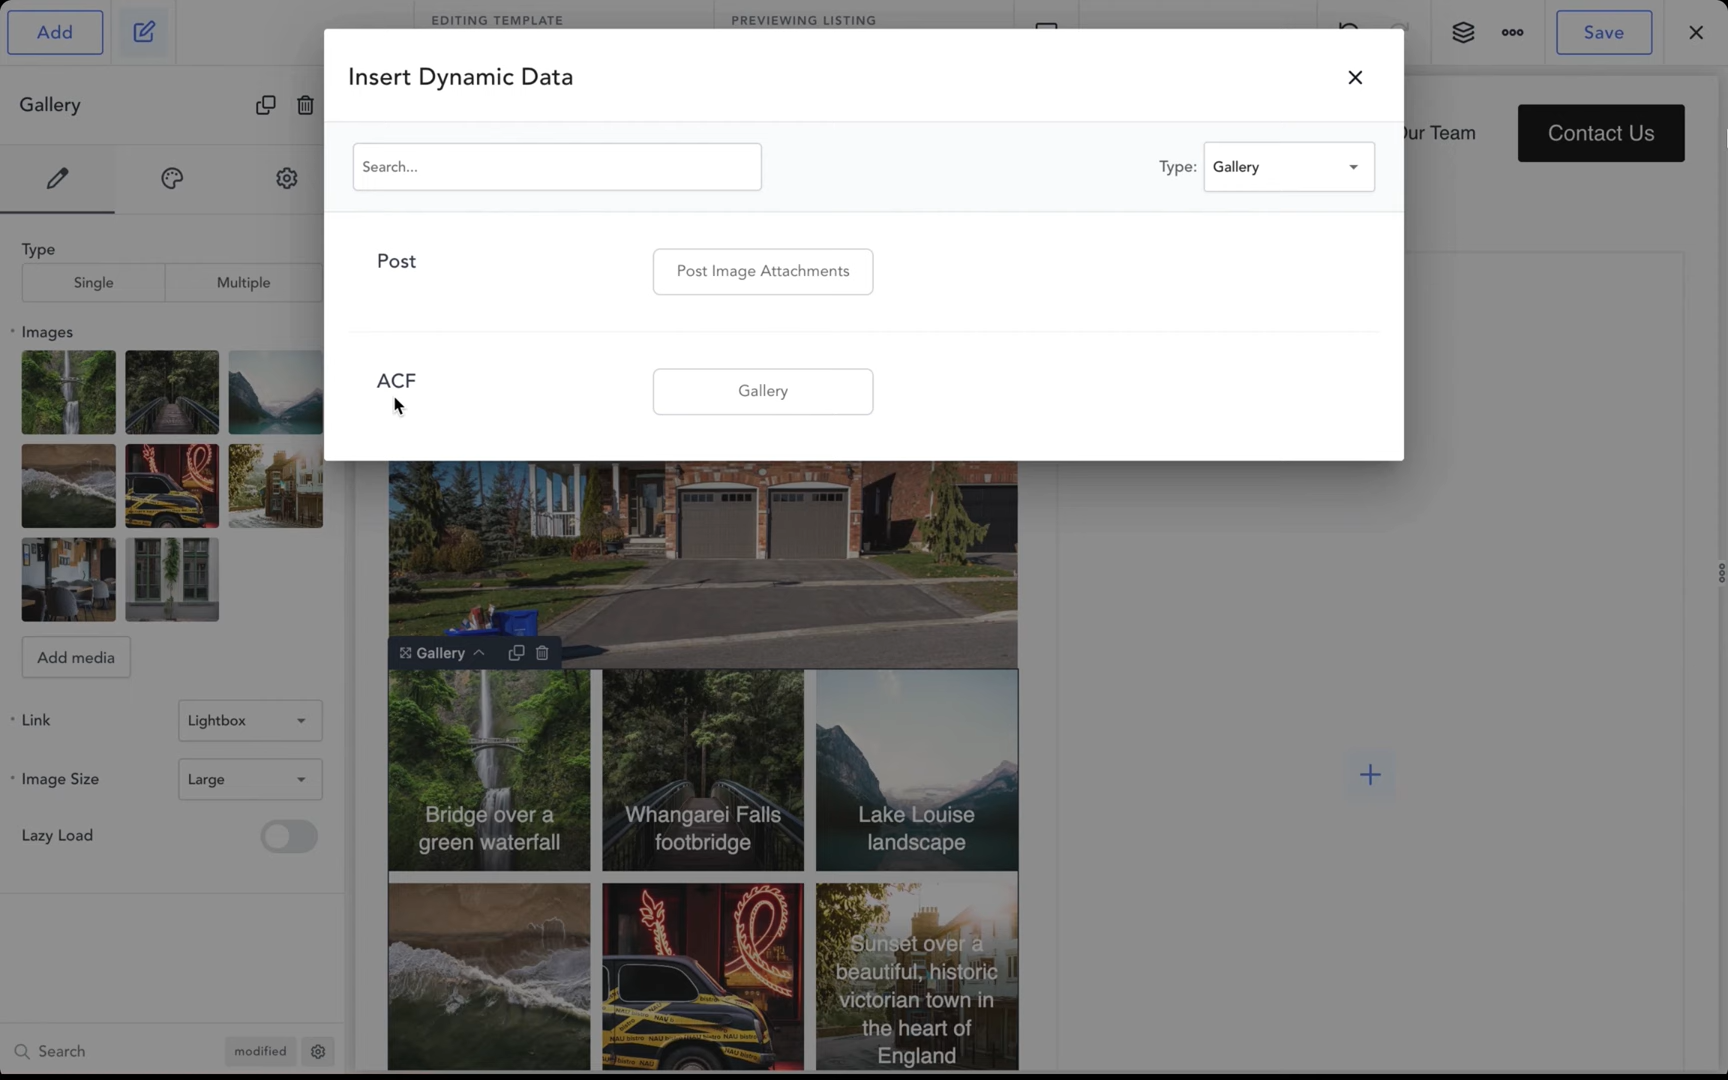 Add
EDITING TEMPLATE
PREVIEWING LISTING
Save
Insert Dynamic Data
Gallery
Our Team
Contact Us
Search...
Type:
Gallery
Post
Post Image Attachments
ACF
Gallery
Type
Single
Multiple
Images
Add media
Link
Lightbox
Image Size
Large
Lazy Load
Search
modified
Gallery
Bridge over a
green waterfall
Whangarei Falls
footbridge
Lake Louise
landscape
Sunset over a
beautiful, historic
victorian town in
the heart of
England